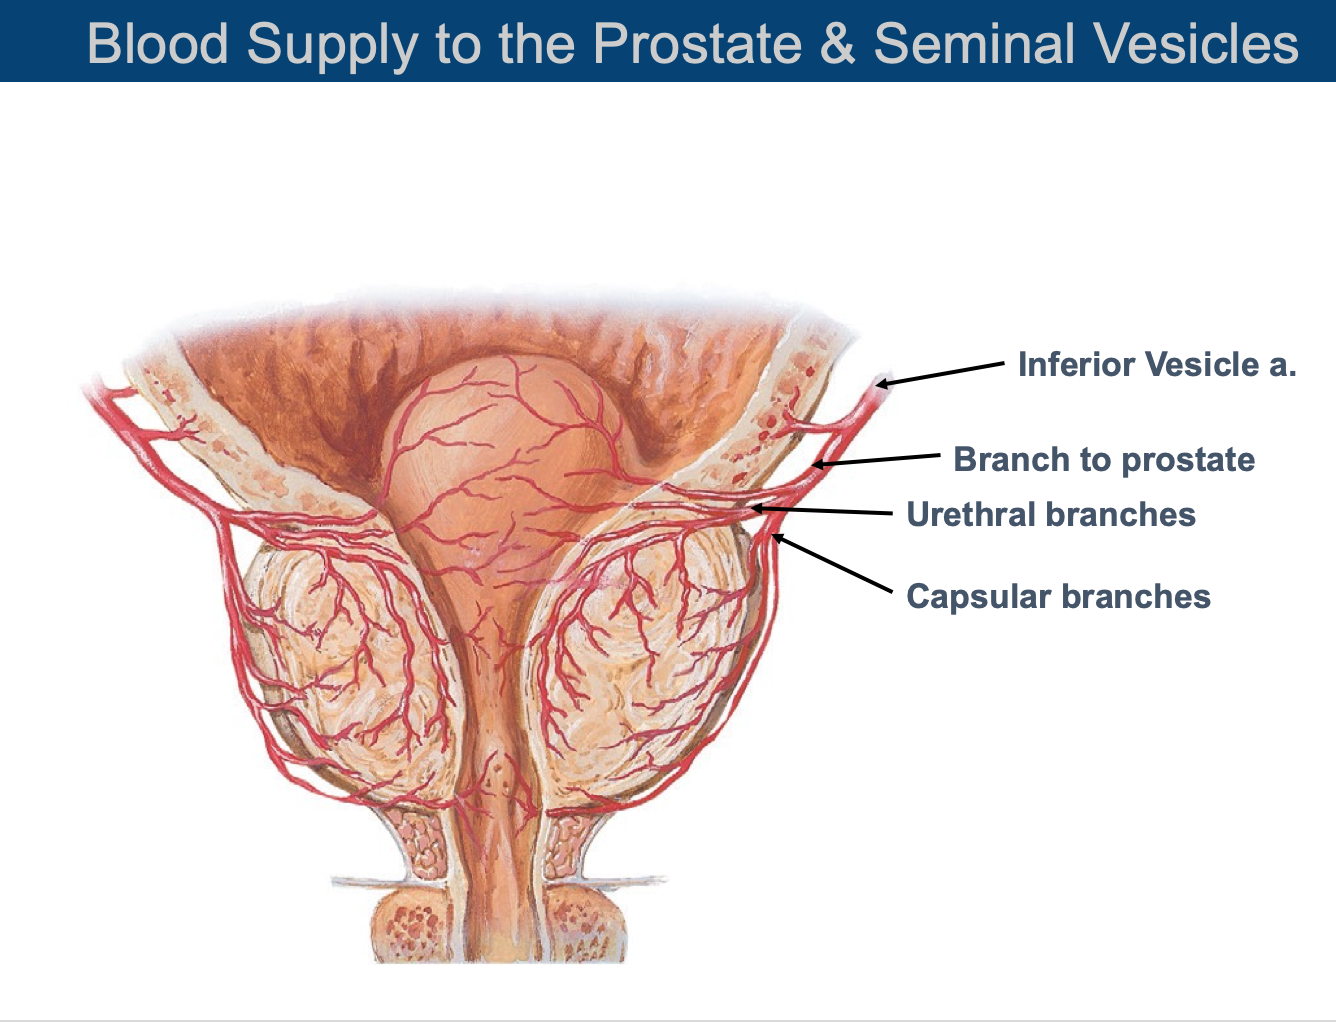 Blood Supply to the Prostate & Seminal Vesicles
Inferior Vesicle a.
Branch to prostate
Urethral branches
Capsular branches